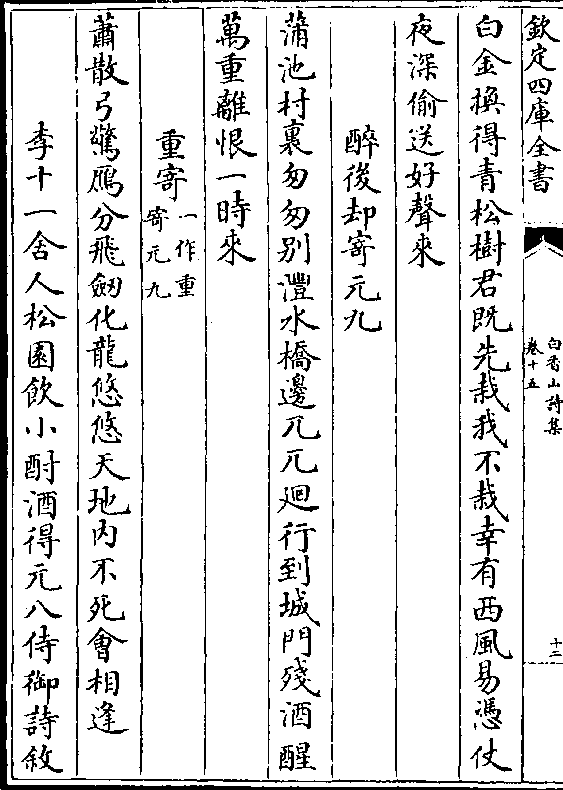 欽定四庫全書
白香山詩集
卷十五
十二
白金換得青松樹君既先栽我不栽幸有西風易憑仗
夜深偷送好聲來
醉後却寄元九
蒲池村裏匆匆別灃水橋邊兀兀迴行到城門殘酒醒
萬重離恨一時來
重寄一作重寄元九
蕭散弓驚鴈分飛劒化龍悠悠天地內不死會相逢
李十一舍人松園飲小酎酒得元八侍御詩敘